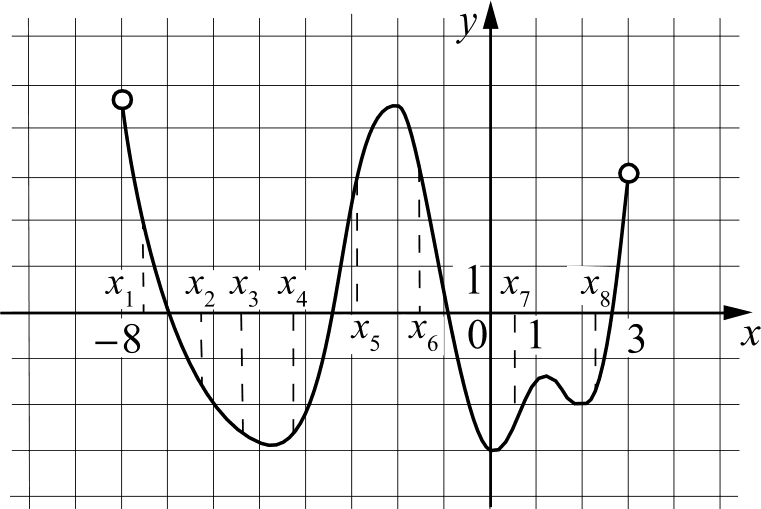 y
x₁ x₂ x₃ x₄ 1 x₇ x₈
−8 x₅ x₆ 0 1 3 x